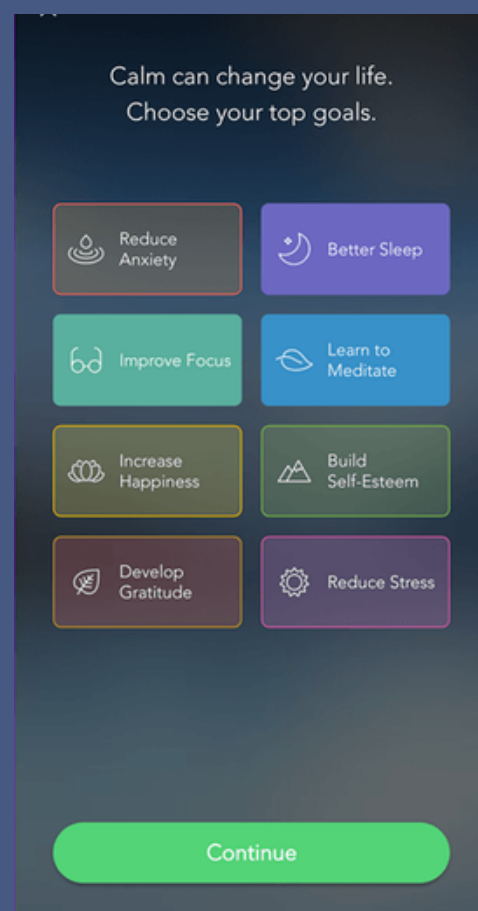 Calm can change your life.
Choose your top goals.
Reduce
Anxiety
Better Sleep
Improve Focus
Learn to
Meditate
Increase
Happiness
Build
Self-Esteem
Develop
Gratitude
Reduce Stress
Continue